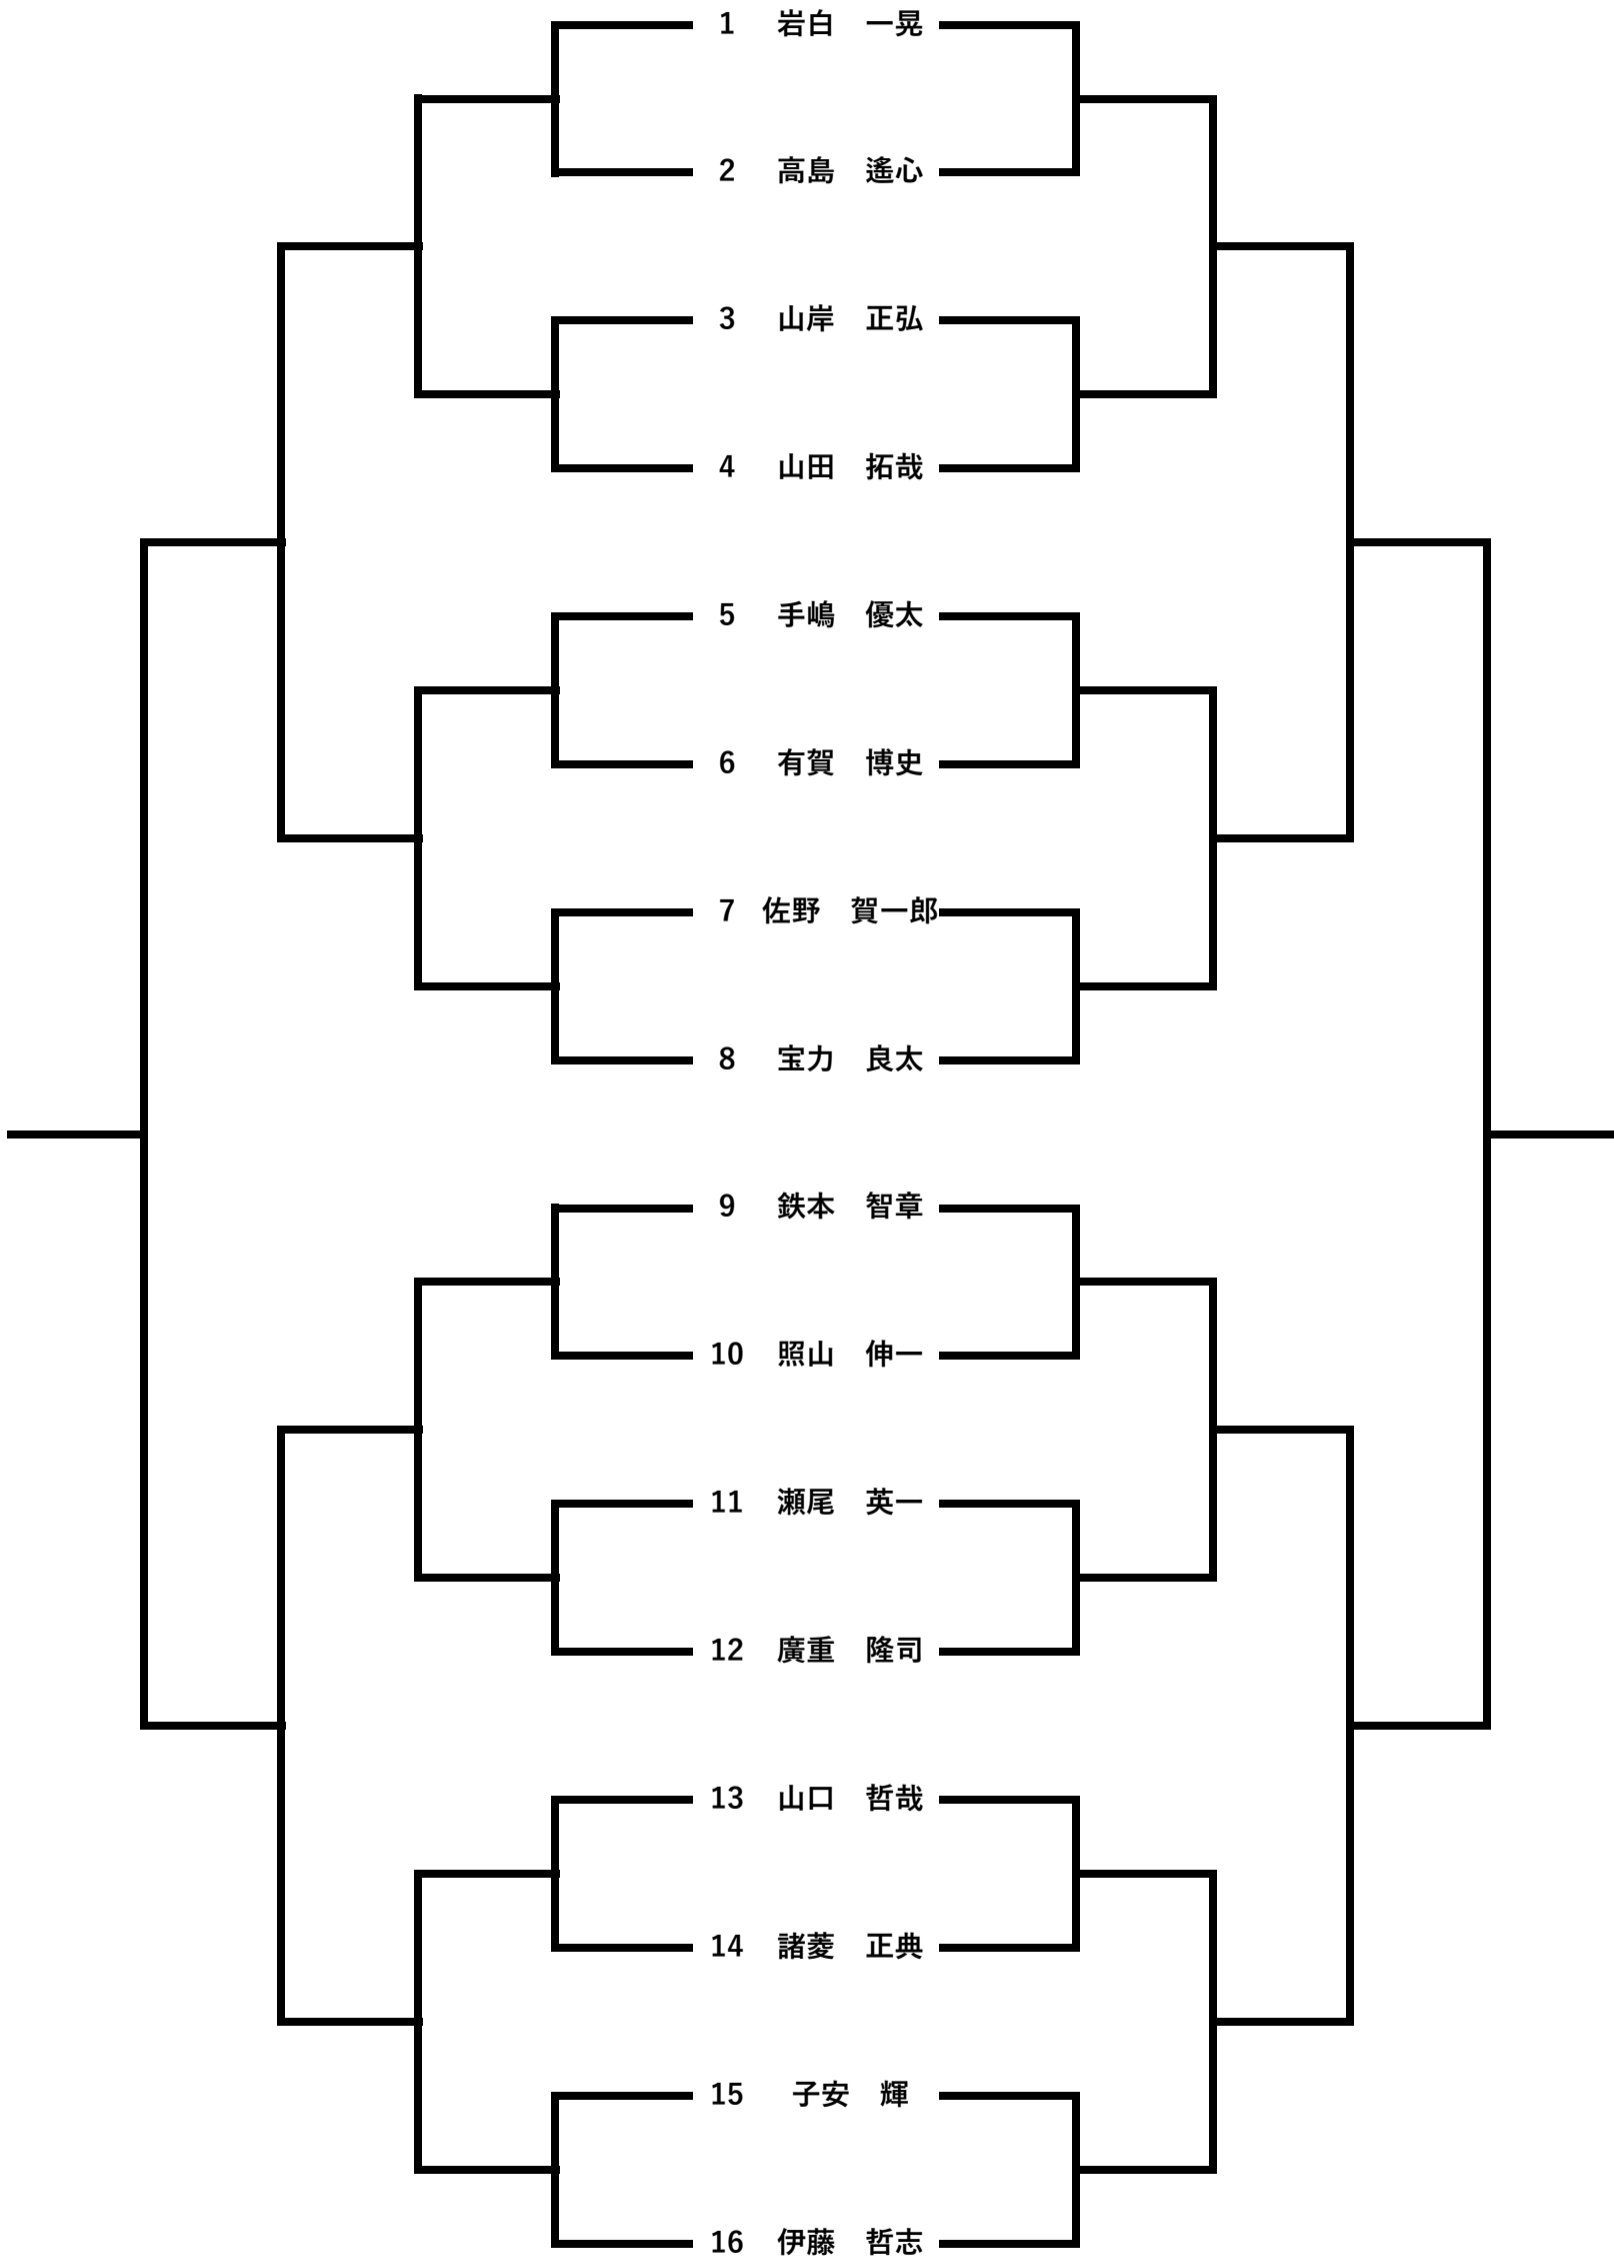 1 岩白　一晃
2 高島　遙心
3 山岸　正弘
4 山田　拓哉
5 手嶋　優太
6 有賀　博史
7 佐野　賀一郎
8 宝力　良太
9 鉄本　智章
10 照山　伸一
11 瀬尾　英一
12 廣重　隆司
13 山口　哲哉
14 諸菱　正典
15 子安　輝
16 伊藤　哲志